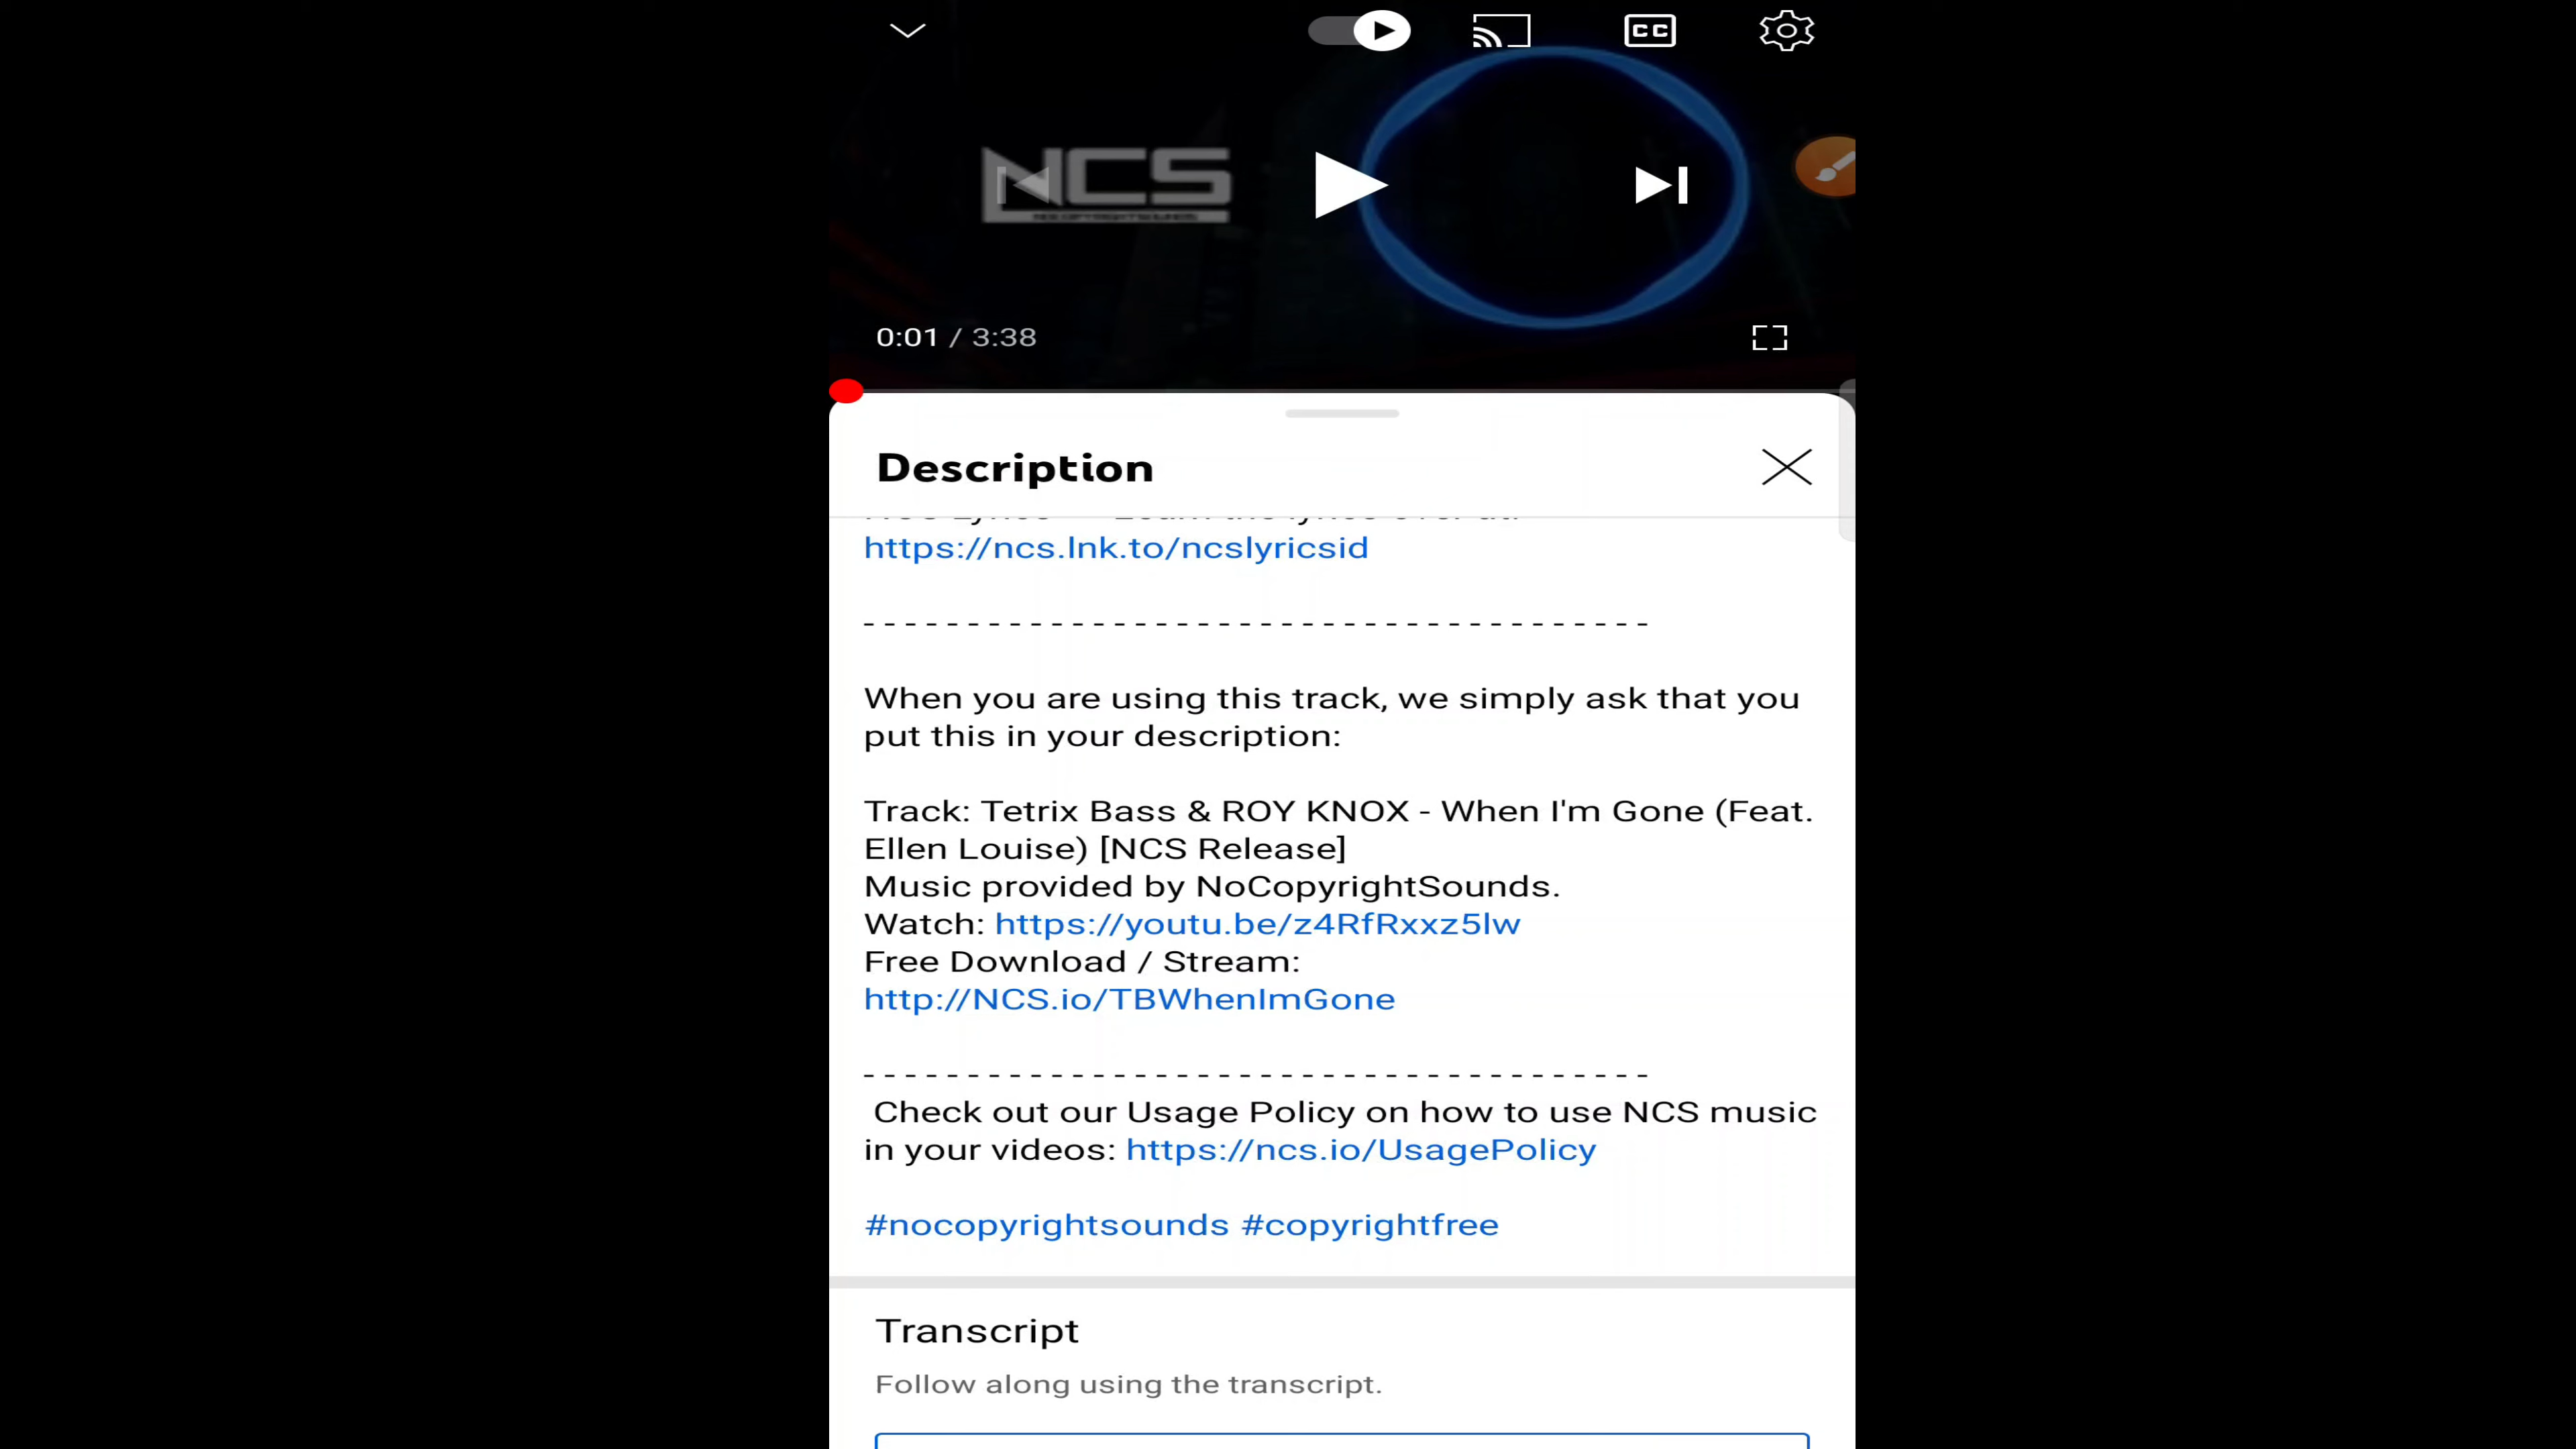 CC
NCS
0:01 / 3:38
Description
https://ncs.lnk.to/ncslyricsid
- - - - - - - - - - - - - - - - - - - - - - - - - - - - - - - - - - - - - -
When you are using this track, we simply ask that you
put this in your description:
Track: Tetrix Bass & ROY KNOX - When I'm Gone (Feat.
Ellen Louise) [NCS Release]
Music provided by NoCopyrightSounds.
Watch: https://youtu.be/z4RfRxxz5lw
Free Download / Stream:
http://NCS.io/TBWhenImGone
- - - - - - - - - - - - - - - - - - - - - - - - - - - - - - - - - - - - - -
Check out our Usage Policy on how to use NCS music
in your videos: https://ncs.io/UsagePolicy
#nocopyrightsounds #copyrightfree
Transcript
Follow along using the transcript.